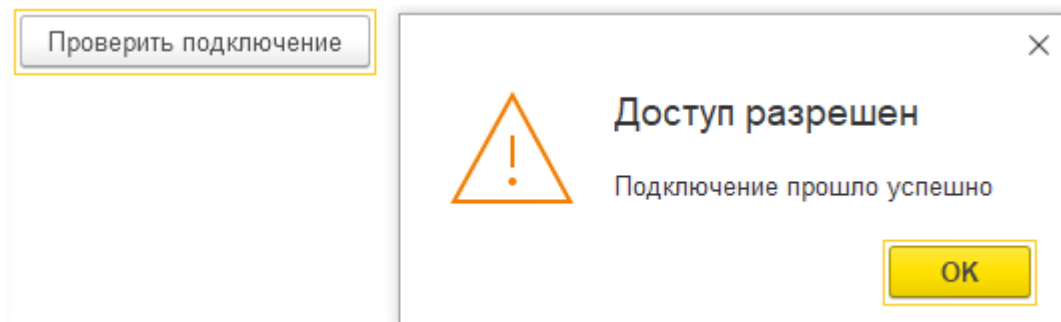 Проверить подключение
Доступ разрешен
Подключение прошло успешно
OK